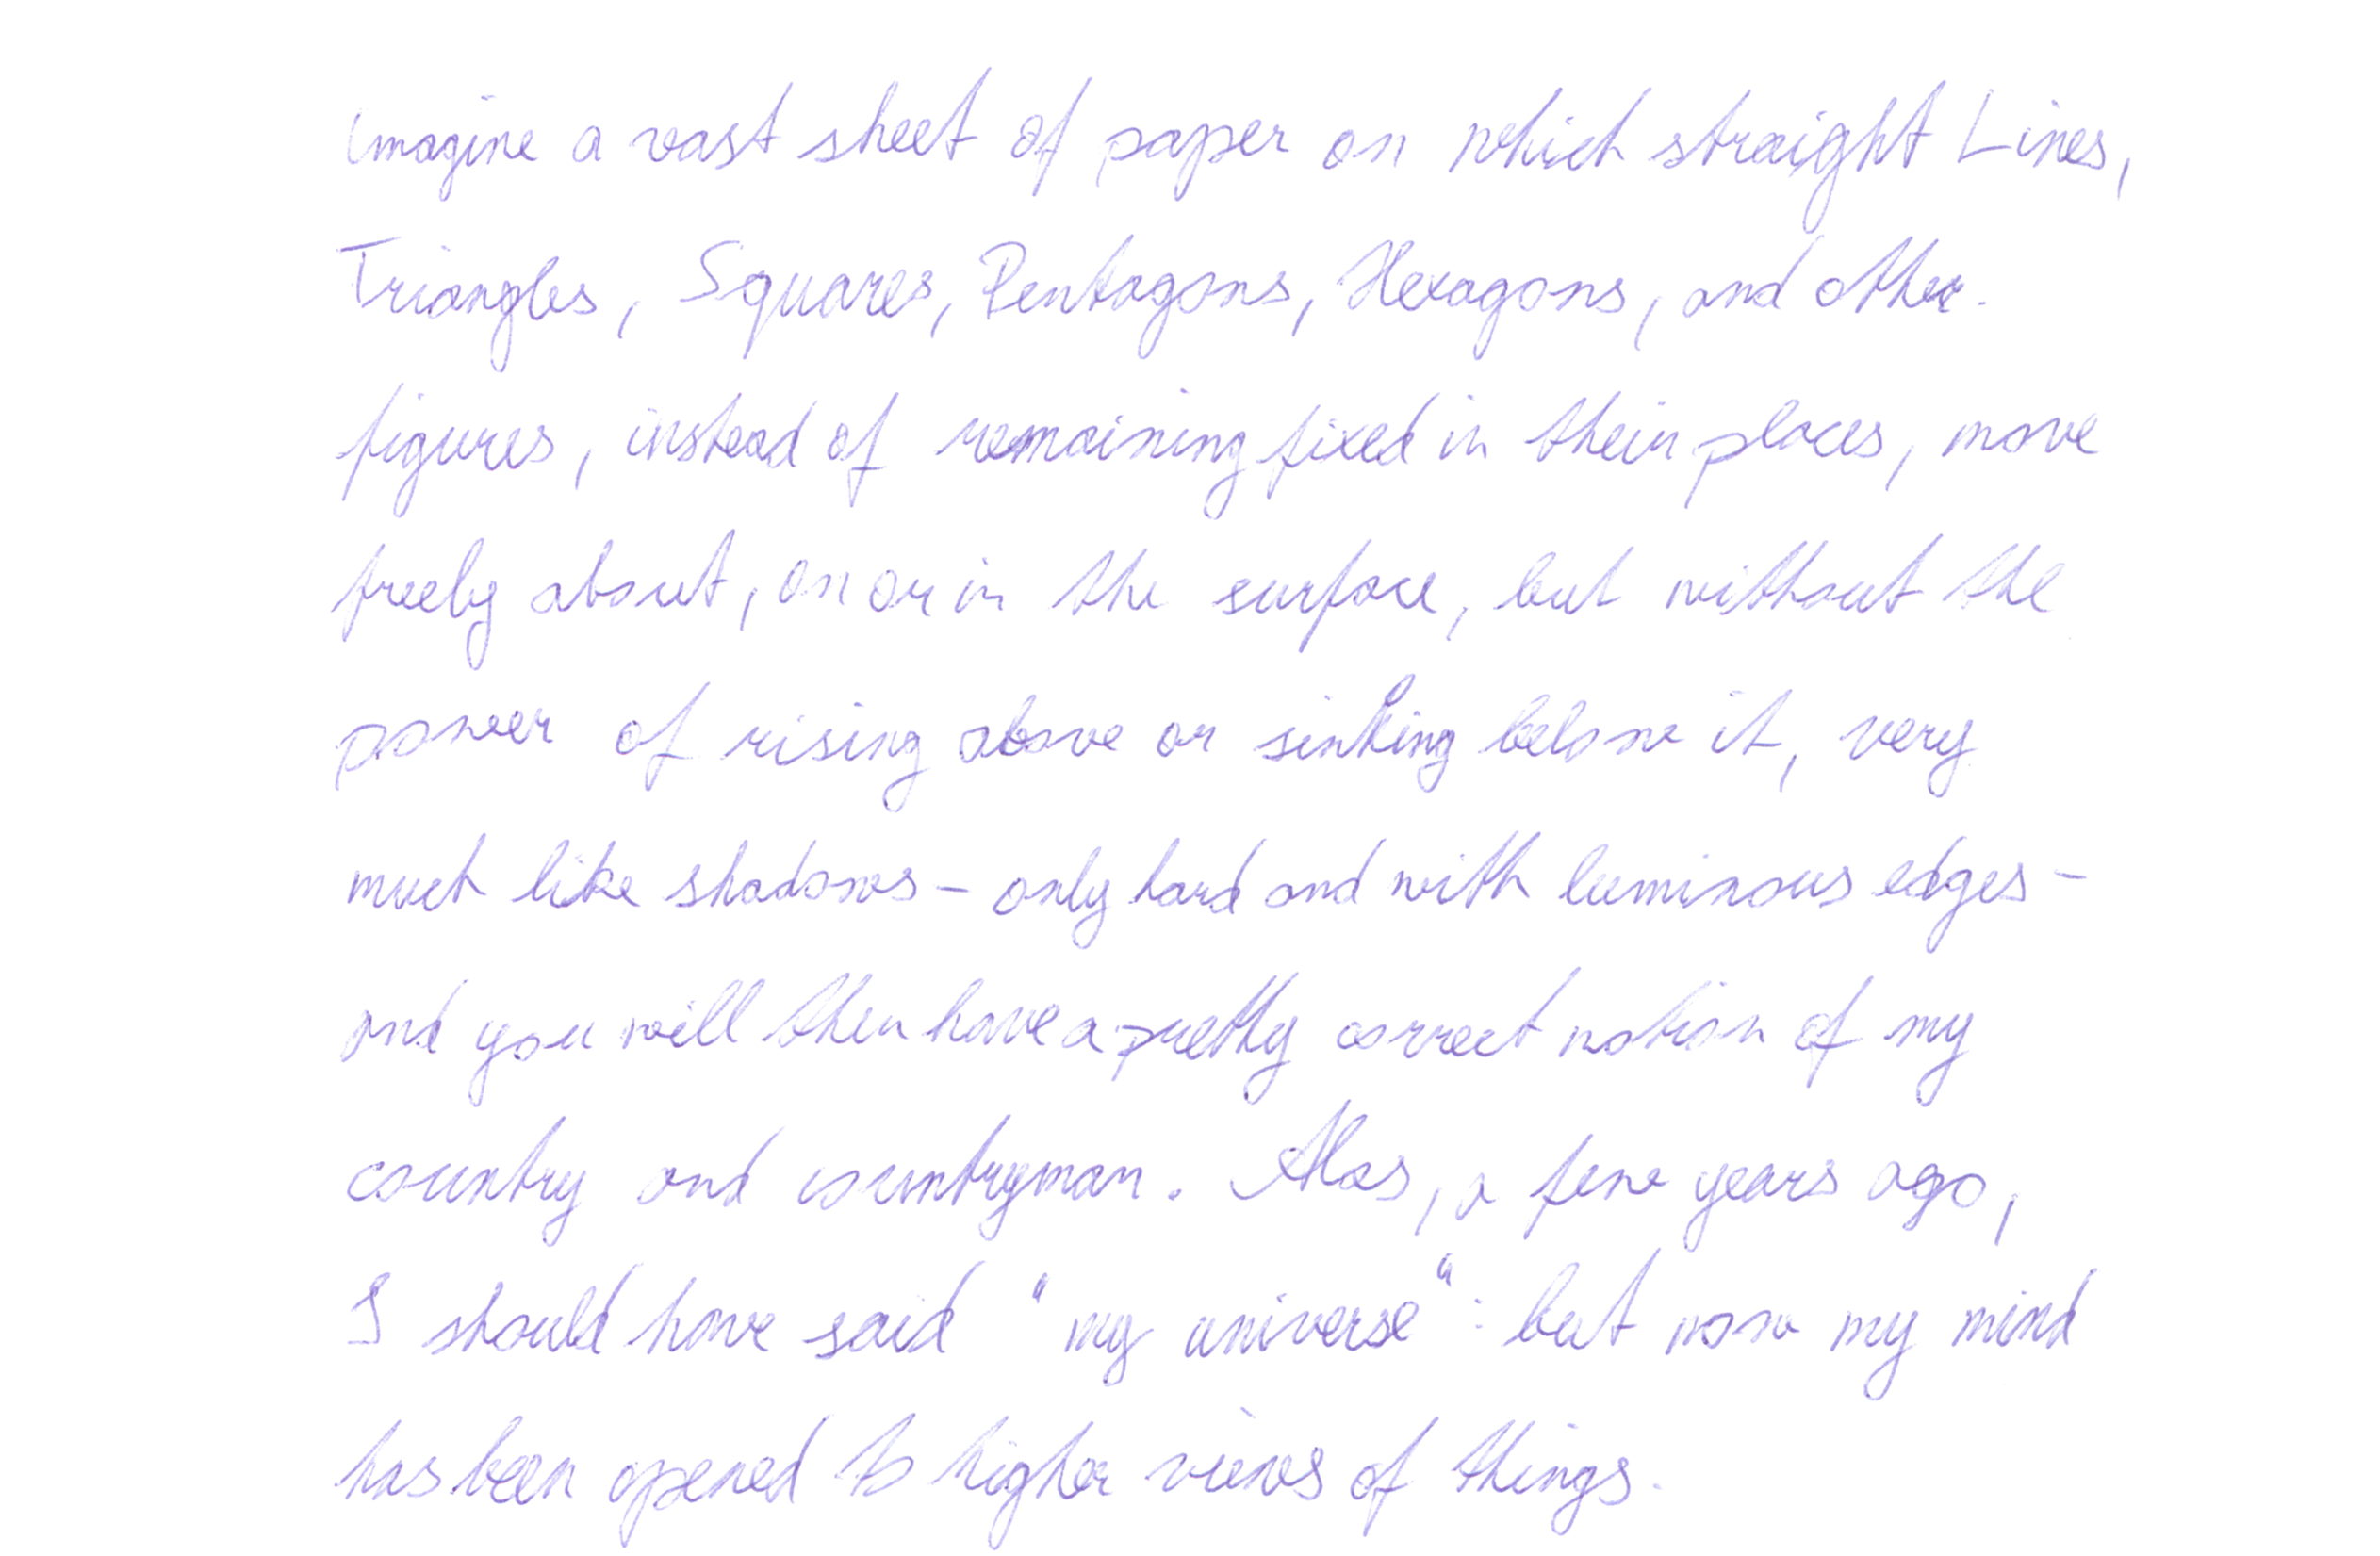 Imagine a vast sheet of paper on which straight Lines,
Triangles, Squares, Pentagons, Hexagons, and other
figures, instead of remaining fixed in their places, move
freely about, on or in the surface, but without the
power of rising above or sinking below it, very
much like shadows - only hard and with luminous edges -
and you will then have a pretty correct notion of my
country and countryman. Alas, a few years ago,
I should have said "my universe": but now my mind
has been opened to higher views of things.